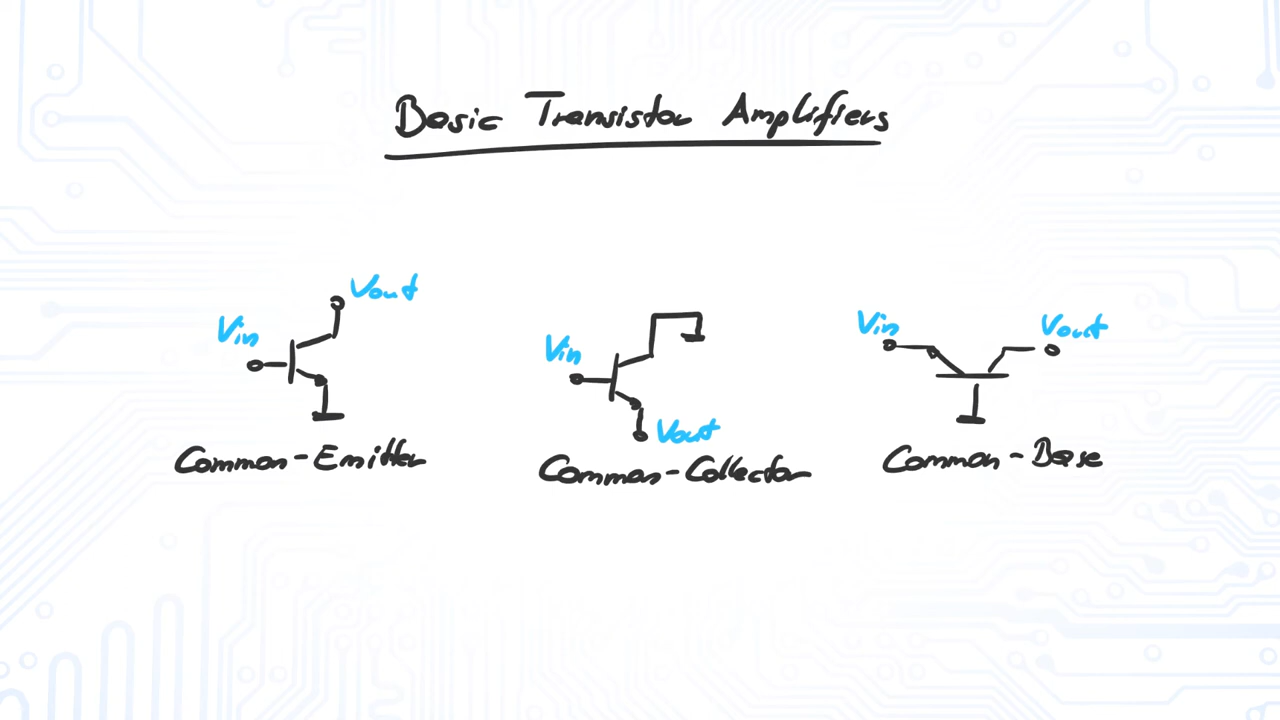 Basic Transistor Amplifiers
Vin
Vout
Common-Emitter
Vin
Vout
Common-Collector
Vin
Vout
Common-Base